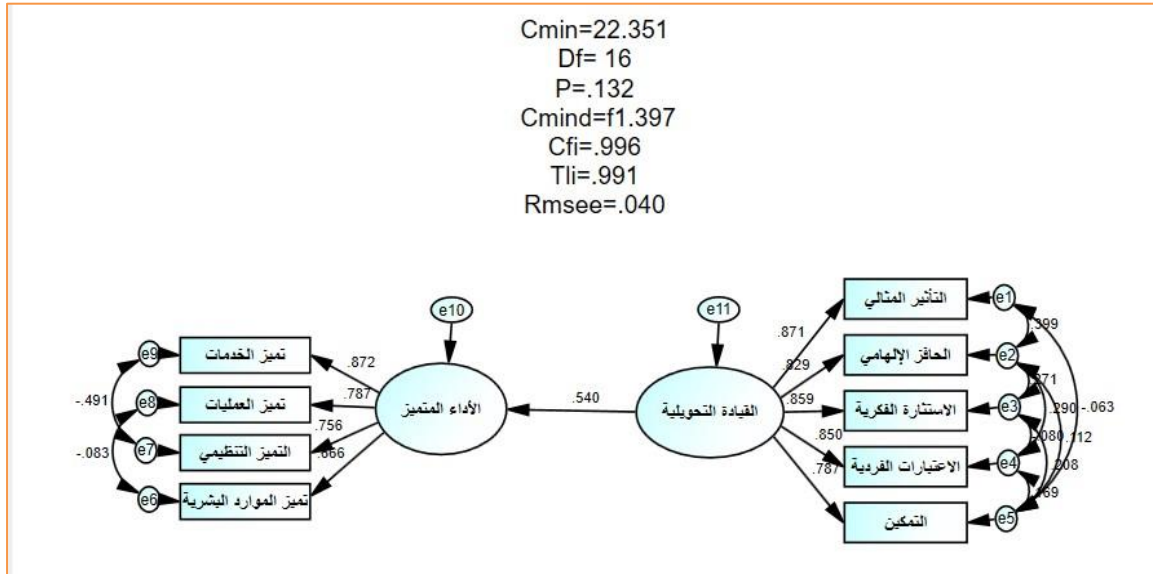 Cmin=22.351
Df= 16
P=.132
Cmind=f1.397
Cfi=.996
Tli=.991
Rmsee=.040
التأثير المثالي
e1
.871
.399
e10
e11
الحافز الإلهامي
e2
.829
تميز الخدمات
e9
.872
.271
الاستثارة الفكرية
e3
.859
.290
-.063
-.491
تميز العمليات
e8
.787
الأداء المتميز
.540
القيادة التحويلية
.850
-.080
.112
التميز التنظيمي
e7
.756
الاعتبارات الفردية
e4
.208
-.083
.666
.787
.169
تميز الموارد البشرية
e6
التمكين
e5